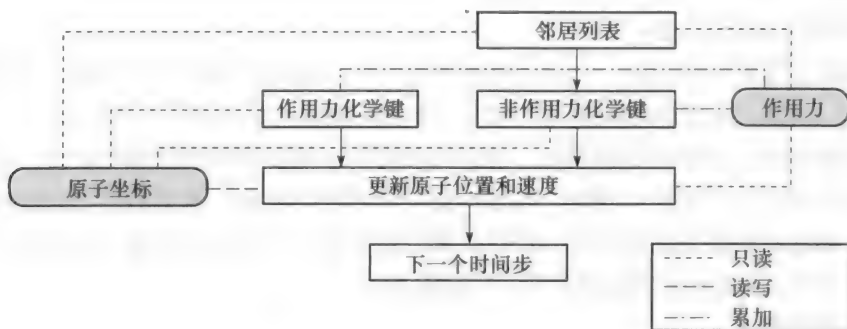 邻居列表
作用力化学键
非作用力化学键
作用力
原子坐标
更新原子位置和速度
下一个时间步
只读
读写
累加